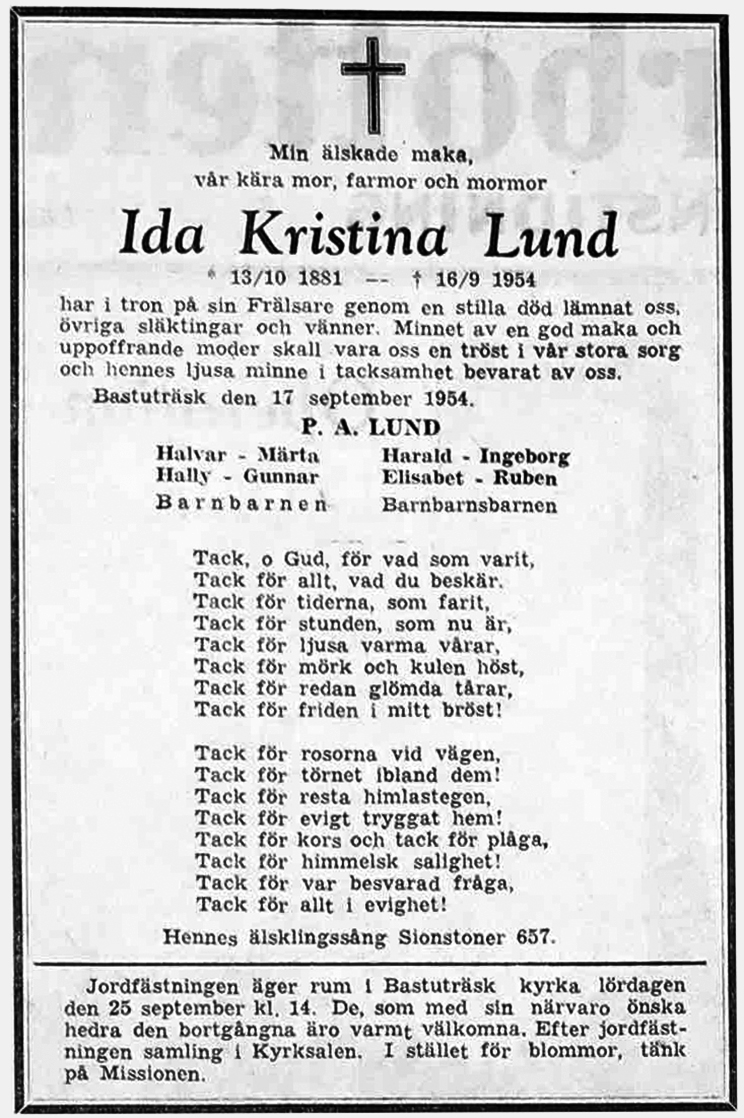 Min älskade maka,
vår kära mor, farmor och mormor
Ida Kristina Lund
* 13/10 1881 -- † 16/9 1954
har i tron på sin Frälsare genom en stilla död lämnat oss,
övriga släktingar och vänner. Minnet av en god maka och
uppoffrande moder skall vara oss en tröst i vår stora sorg
och hennes ljusa minne i tacksamhet bevarat av oss.
Bastuträsk den 17 september 1954.
P. A. LUND
Halvar - Märta Harald - Ingeborg
Hally - Gunnar Elisabet - Ruben
Barnbarnen Barnbarnsbarnen
Tack, o Gud, för vad som varit,
Tack för allt, vad du beskär.
Tack för tiderna, som farit,
Tack för stunden, som nu är,
Tack för ljusa varma vårar,
Tack för mörk och kulen höst,
Tack för redan glömda tårar,
Tack för friden i mitt bröst!
Tack för rosorna vid vägen,
Tack för törnet ibland dem!
Tack för resta himlastegen,
Tack för evigt tryggat hem!
Tack för kors och tack för plåga,
Tack för himmelsk salighet!
Tack för var besvarad fråga,
Tack för allt i evighet!
Hennes älsklingssång Sionstoner 657.
Jordfästningen äger rum i Bastuträsk kyrka lördagen
den 25 september kl. 14. De, som med sin närvaro önska
hedra den bortgångna äro varmt välkomna. Efter jordfäst-
ningen samling i Kyrksalen. I stället för blommor, tänk
på Missionen.